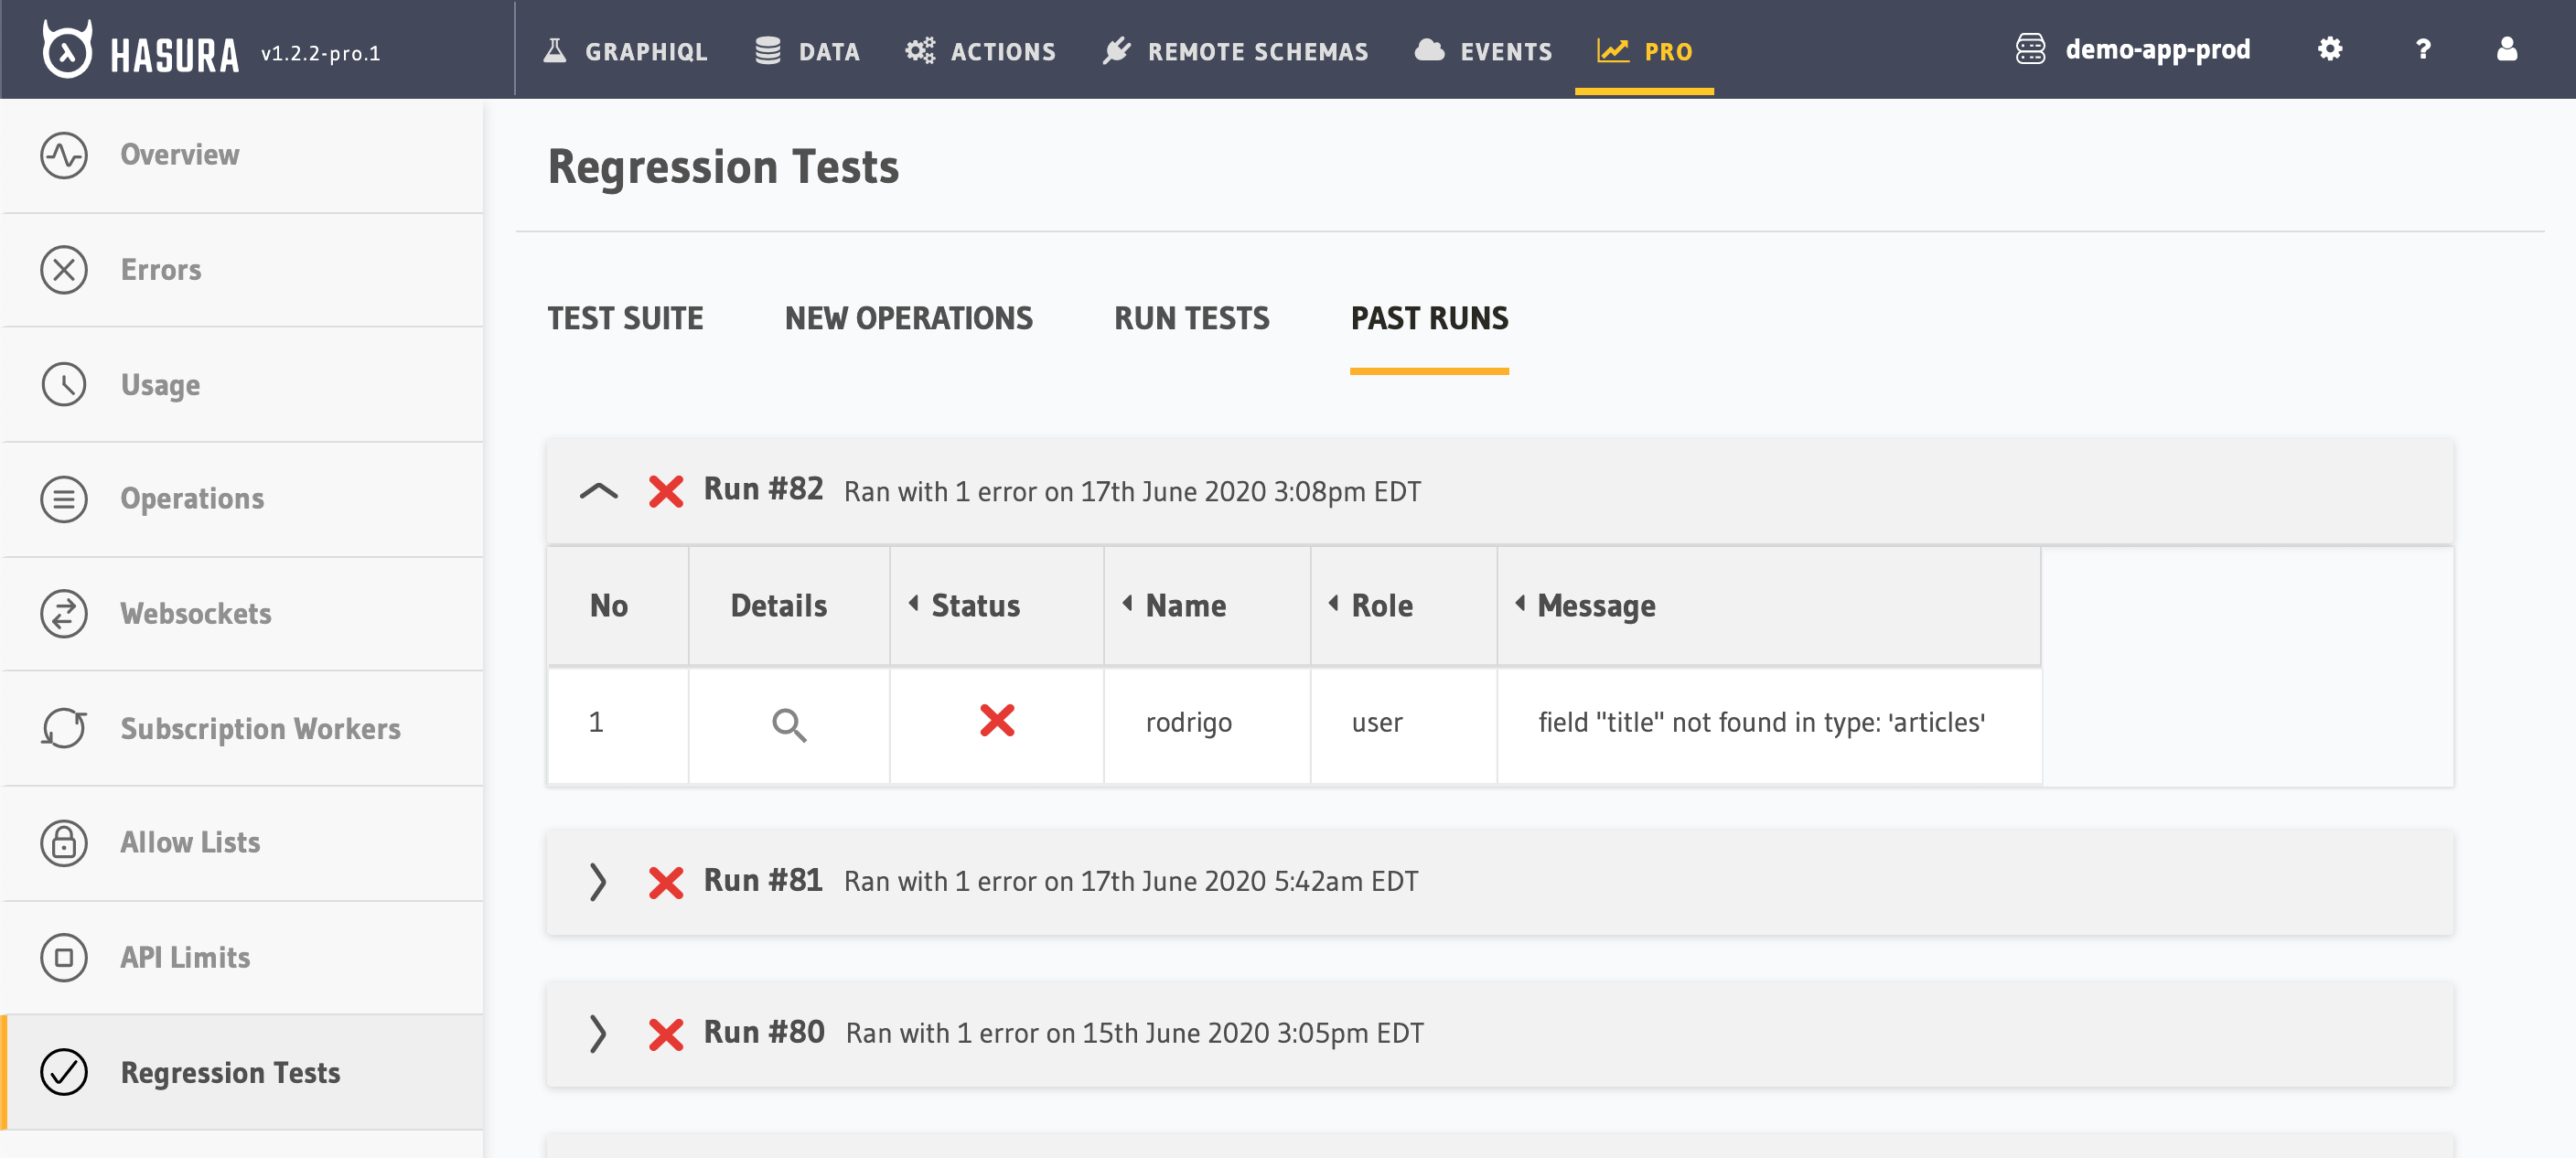 HASURA v1.2.2-pro.1 GRAPHIQL DATA ACTIONS REMOTE SCHEMAS EVENTS PRO demo-app-prod ?
Overview
Errors
Usage
Operations
Websockets
Subscription Workers
Allow Lists
API Limits
Regression Tests
Regression Tests
TEST SUITE NEW OPERATIONS RUN TESTS PAST RUNS
Run #82 Ran with 1 error on 17th June 2020 3:08pm EDT
No Details Status Name Role Message
1 rodrigo user field "title" not found in type: 'articles'
Run #81 Ran with 1 error on 17th June 2020 5:42am EDT
Run #80 Ran with 1 error on 15th June 2020 3:05pm EDT